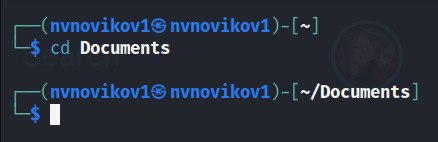 ┌──(nvnovikov1㉿nvnovikov1)-[~]
└─$ cd Documents
┌──(nvnovikov1㉿nvnovikov1)-[~/Documents]
└─$